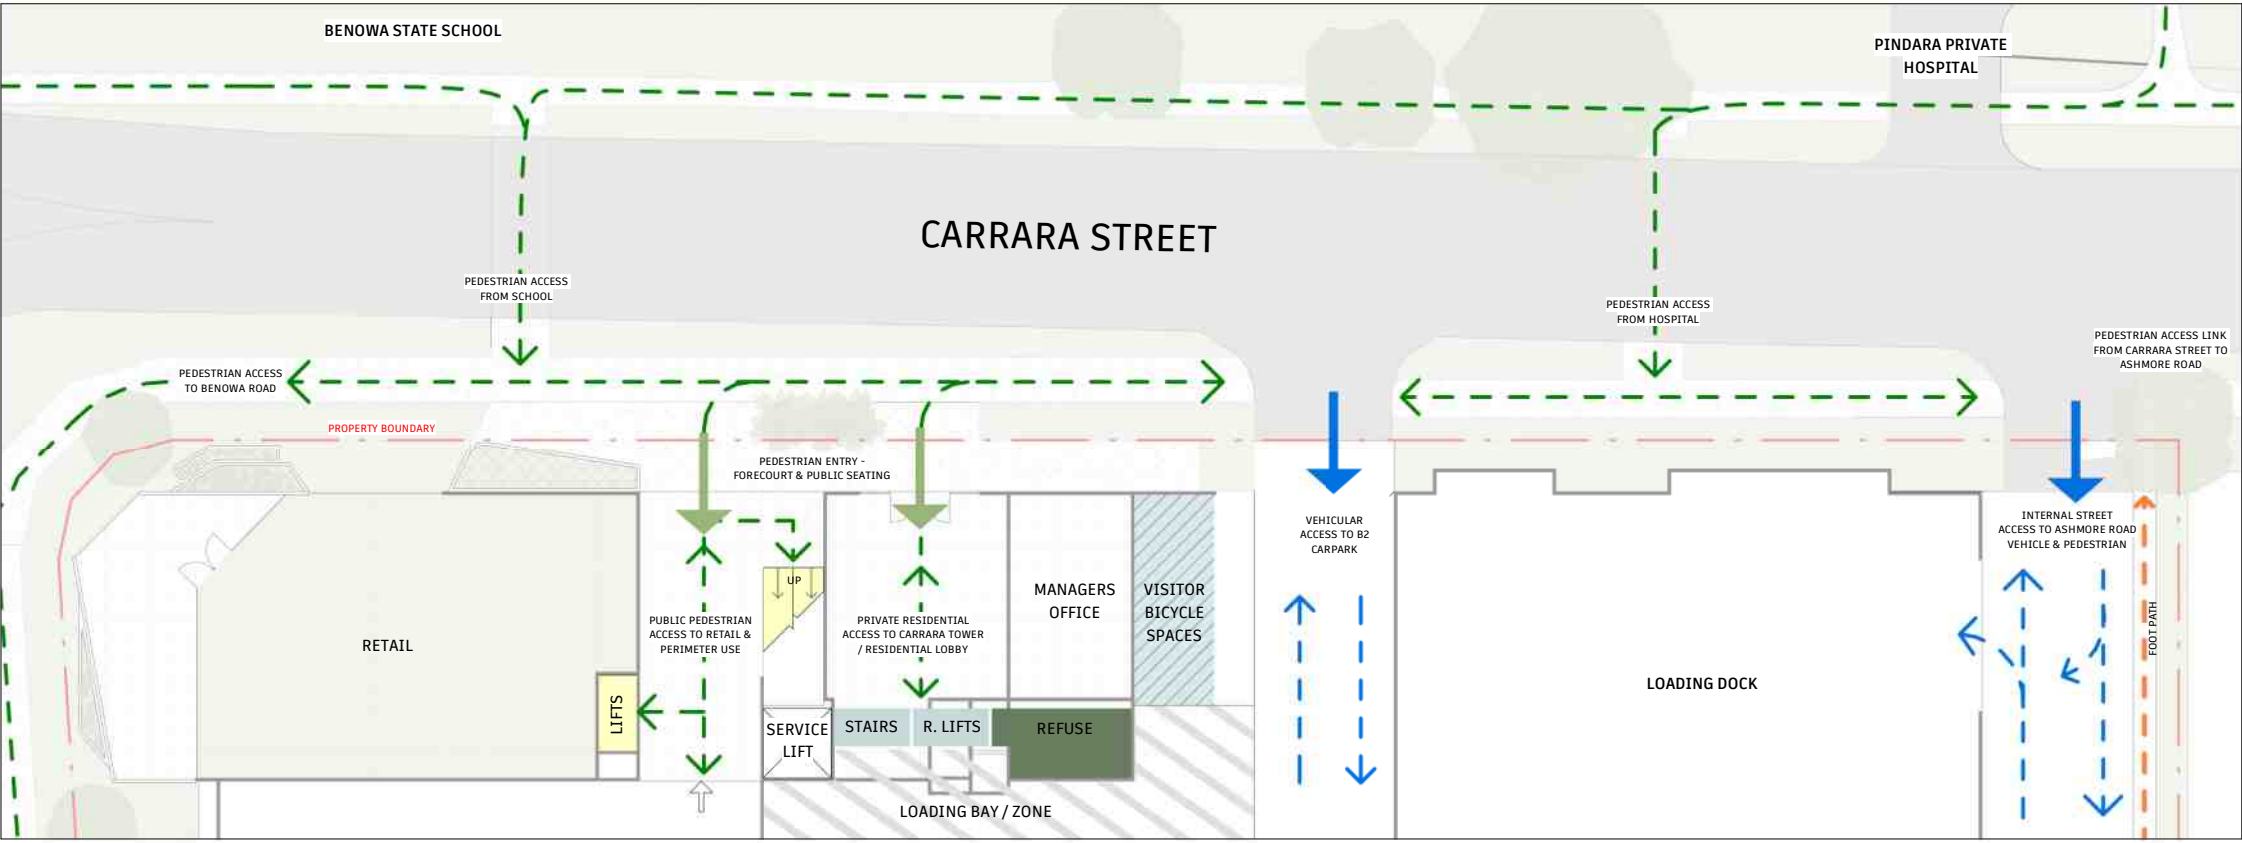 BENOWA STATE SCHOOL
PINDARA PRIVATE
HOSPITAL
CARRARA STREET
PEDESTRIAN ACCESS
FROM SCHOOL
PEDESTRIAN ACCESS
FROM HOSPITAL
PEDESTRIAN ACCESS LINK
FROM CARRARA STREET TO
ASHMORE ROAD
PEDESTRIAN ACCESS
TO BENOWA ROAD
PROPERTY BOUNDARY
PEDESTRIAN ENTRY -
FORECOURT & PUBLIC SEATING
VEHICULAR
ACCESS TO B2
CARPARK
INTERNAL STREET
ACCESS TO ASHMORE ROAD
VEHICLE & PEDESTRIAN
UP
MANAGERS
OFFICE
VISITOR
BICYCLE
SPACES
RETAIL
PUBLIC PEDESTRIAN
ACCESS TO RETAIL &
PERIMETER USE
PRIVATE RESIDENTIAL
ACCESS TO CARRARA TOWER
/ RESIDENTIAL LOBBY
FOOT PATH
LOADING DOCK
LIFTS
SERVICE
LIFT
STAIRS
R. LIFTS
REFUSE
LOADING BAY / ZONE